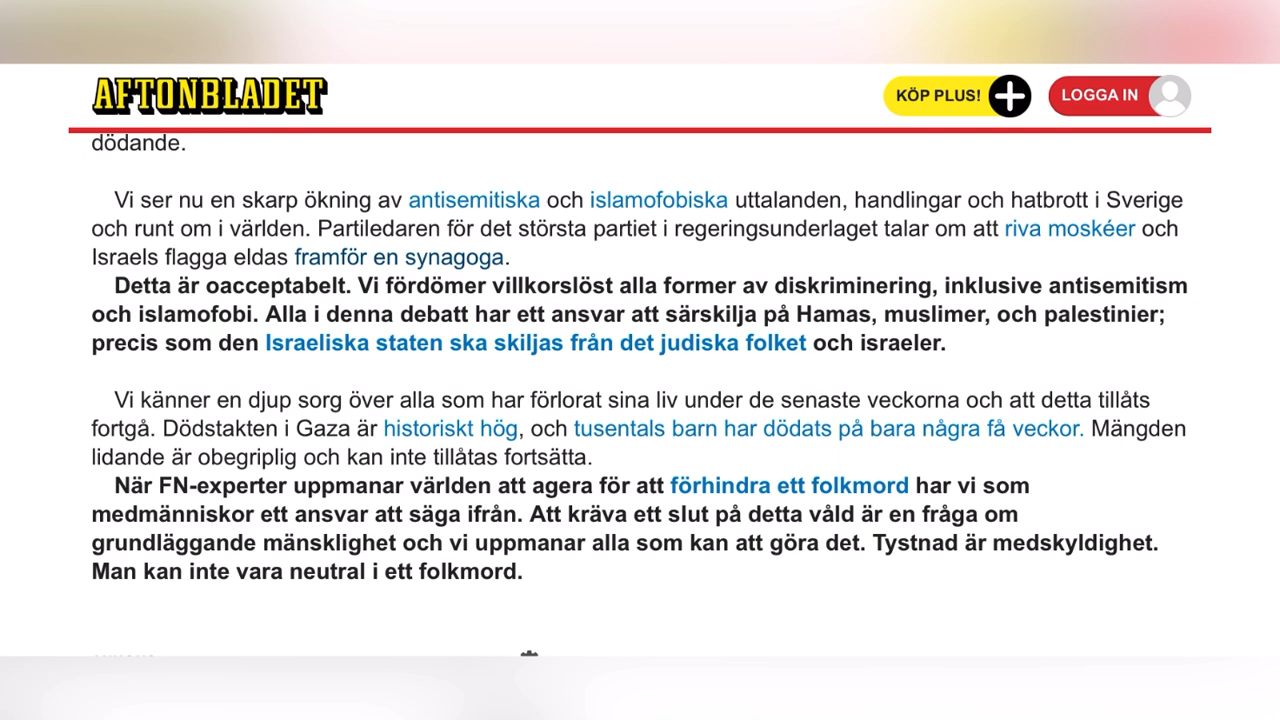 AFTONBLADET
KÖP PLUS!
LOGGA IN
dödande.
Vi ser nu en skarp ökning av antisemitiska och islamofobiska uttalanden, handlingar och hatbrott i Sverige
och runt om i världen. Partiledaren för det största partiet i regeringsunderlaget talar om att riva moskéer och
Israels flagga eldas framför en synagoga.
Detta är oacceptabelt. Vi fördömer villkorslöst alla former av diskriminering, inklusive antisemitism
och islamofobi. Alla i denna debatt har ett ansvar att särskilja på Hamas, muslimer, och palestinier;
precis som den Israeliska staten ska skiljas från det judiska folket och israeler.
Vi känner en djup sorg över alla som har förlorat sina liv under de senaste veckorna och att detta tillåts
fortgå. Dödstakten i Gaza är historiskt hög, och tusentals barn har dödats på bara några få veckor. Mängden
lidande är obegriplig och kan inte tillåtas fortsätta.
När FN-experter uppmanar världen att agera för att förhindra ett folkmord har vi som
medmänniskor ett ansvar att säga ifrån. Att kräva ett slut på detta våld är en fråga om
grundläggande mänsklighet och vi uppmanar alla som kan att göra det. Tystnad är medskyldighet.
Man kan inte vara neutral i ett folkmord.